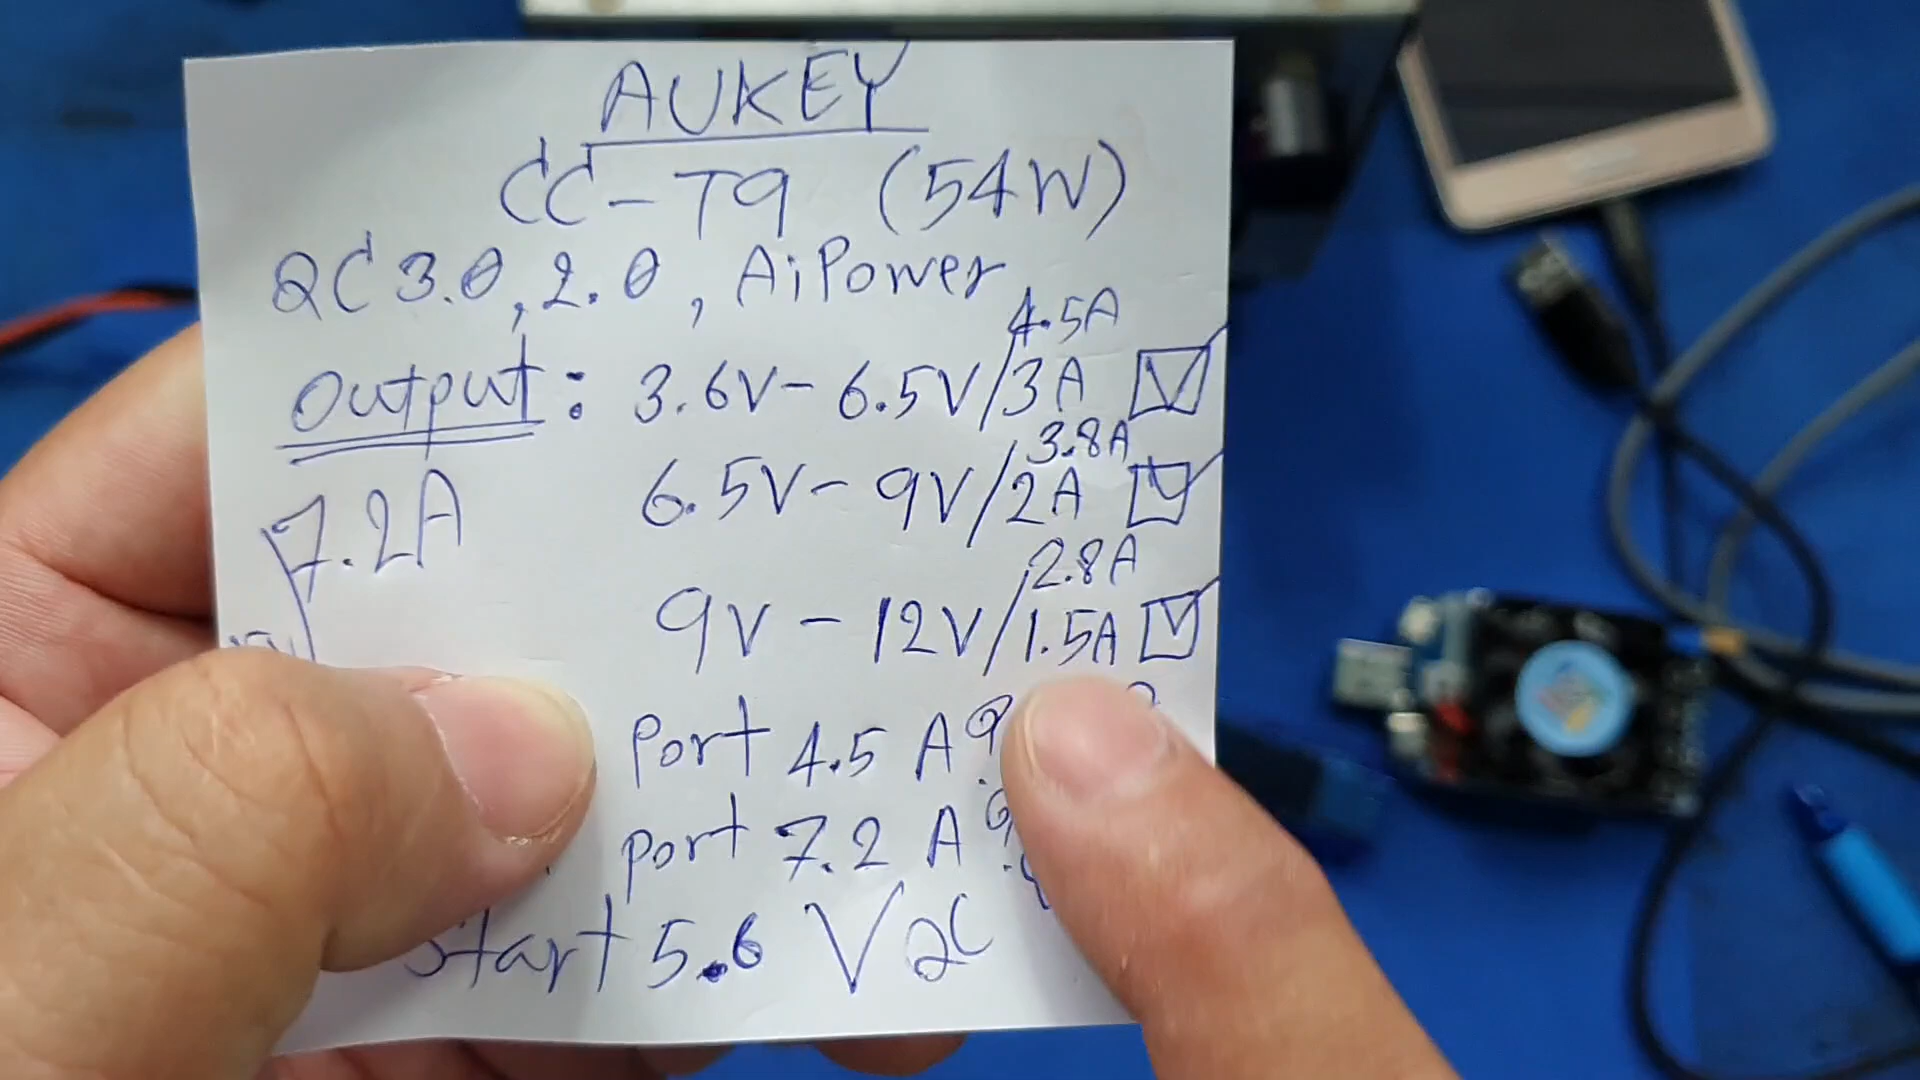 AUKEY
CC-T9 (54W)
QC 3.0, 2.0, AiPower
4.5A
Output: 3.6V - 6.5V/3A
3.8A
6.5V - 9V/2A
7.2A
2.8A
9V - 12V/1.5A
Port 4.5 A?
port 7.2 A?
Start 5.6 V QC